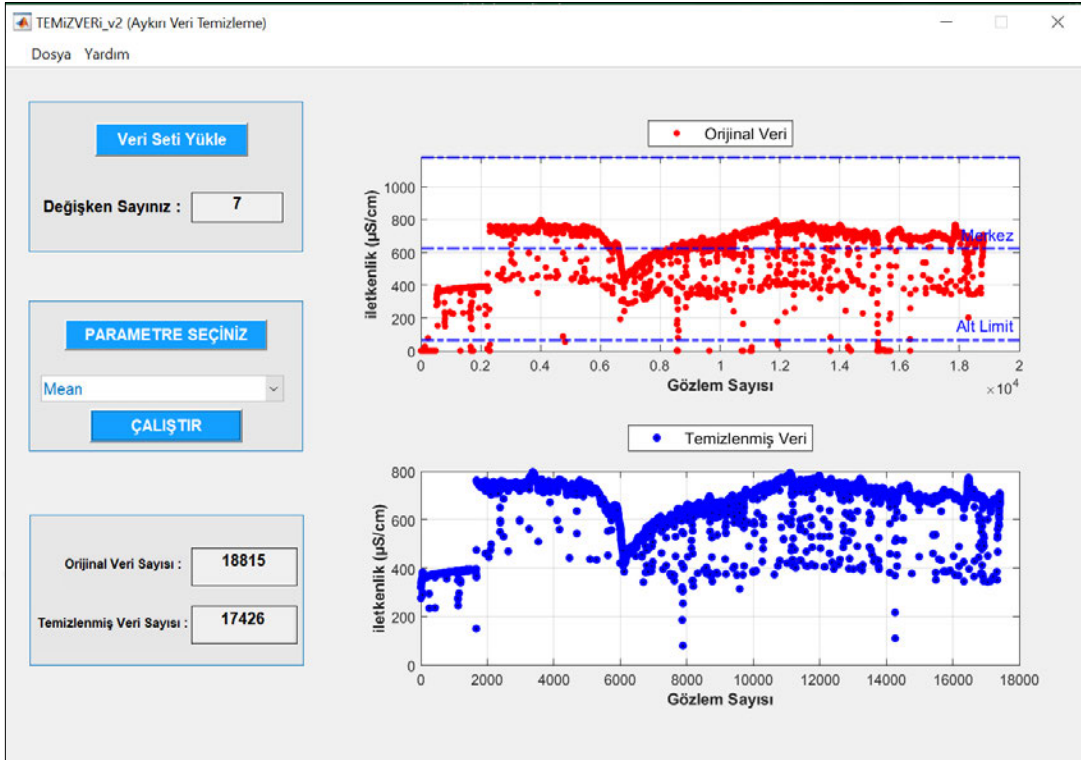 TEMiZVERi_v2 (Aykırı Veri Temizleme)
Dosya Yardım
Veri Seti Yükle
Değişken Sayınız : 7
PARAMETRE SEÇİNİZ
Mean
ÇALIŞTIR
Orijinal Veri Sayısı : 18815
Temizlenmiş Veri Sayısı : 17426
Orijinal Veri
iletkenlik (µS/cm)
1000
800
600
400
200
0
Merkez
Alt Limit
0 0.2 0.4 0.6 0.8 1 1.2 1.4 1.6 1.8 2
Gözlem Sayısı
×10⁴
Temizlenmiş Veri
iletkenlik (µS/cm)
800
600
400
200
0
0 2000 4000 6000 8000 10000 12000 14000 16000 18000
Gözlem Sayısı